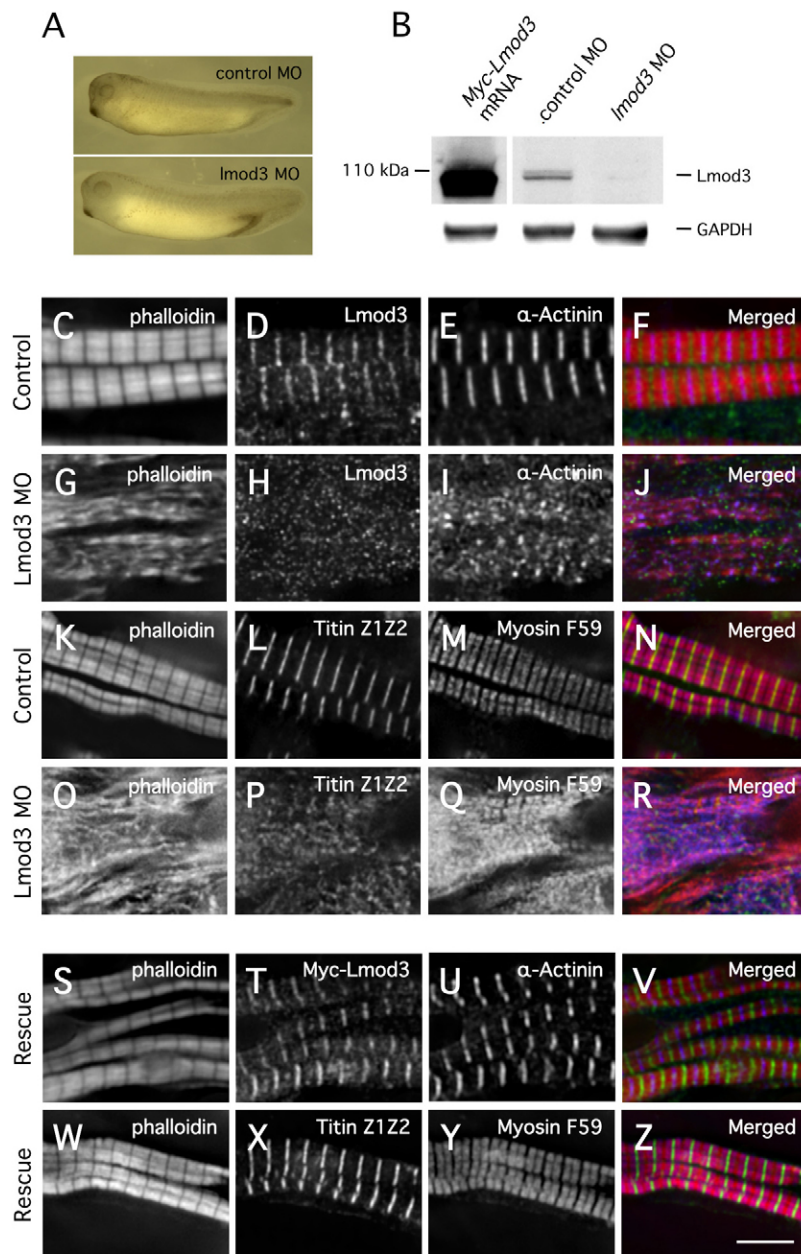 A
control MO
lmod3 MO
B
Myc-Lmod3 mRNA
.control MO
lmod3 MO
110 kDa
Lmod3
GAPDH
Control
C phalloidin
D Lmod3
E α-Actinin
F Merged
Lmod3 MO
G phalloidin
H Lmod3
I α-Actinin
J Merged
Control
K phalloidin
L Titin Z1Z2
M Myosin F59
N Merged
Lmod3 MO
O phalloidin
P Titin Z1Z2
Q Myosin F59
R Merged
Rescue
S phalloidin
T Myc-Lmod3
U α-Actinin
V Merged
Rescue
W phalloidin
X Titin Z1Z2
Y Myosin F59
Z Merged